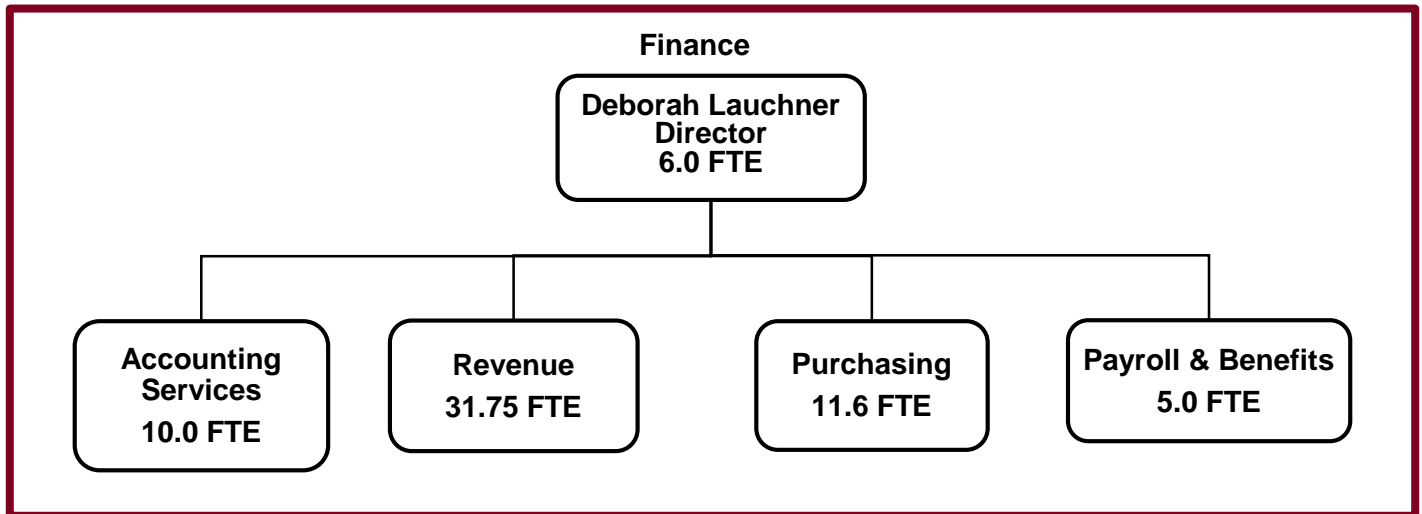 Finance
Deborah Lauchner
Director
6.0 FTE
Accounting
Services
10.0 FTE
Revenue
31.75 FTE
Purchasing
11.6 FTE
Payroll & Benefits
5.0 FTE